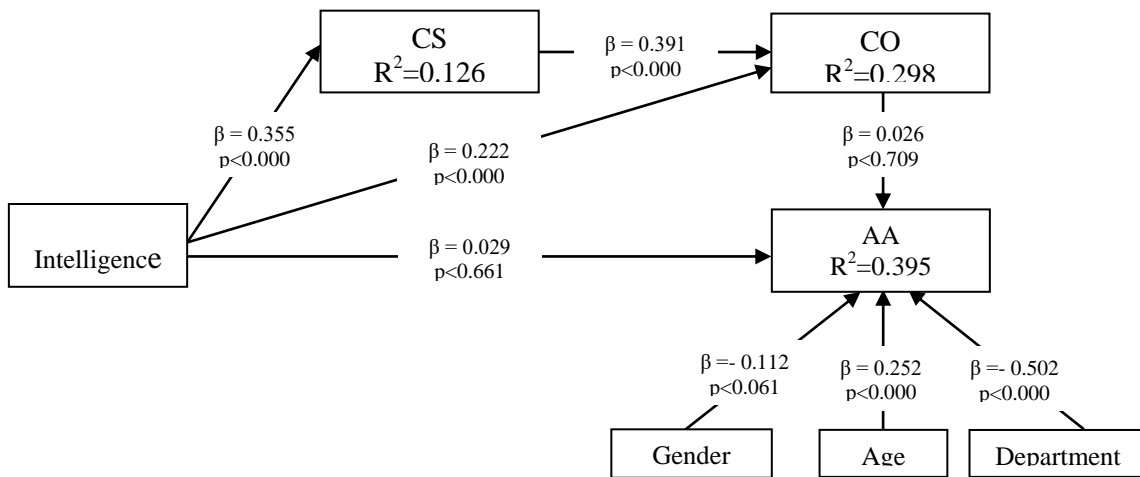 CS
R²=0.126
β = 0.391
p<0.000
CO
R²=0.298
β = 0.355
p<0.000
β = 0.222
p<0.000
β = 0.026
p<0.709
Intelligence
β = 0.029
p<0.661
AA
R²=0.395
β =- 0.112
p<0.061
β = 0.252
p<0.000
β =- 0.502
p<0.000
Gender
Age
Department